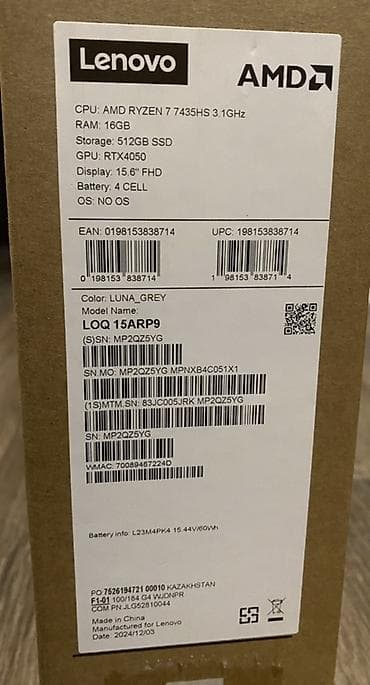 Lenovo
AMD
CPU: AMD RYZEN 7 7435HS 3.1GHz
RAM: 16GB
Storage: 512GB SSD
GPU: RTX4050
Display: 15.6" FHD
Battery: 4 CELL
OS: NO OS
EAN: 0198153838714
UPC: 198153838714
0 198153 838714
1 98153 83871 4
Color: LUNA_GREY
Model Name:
LOQ 15ARP9
(S)SN: MP2QZ5YG
SN.MO: MP2QZ5YG MPNXB4C051X1
(1S)MTM.SN: 83JC005JRK MP2QZ5YG
SN: MP2QZ5YG
WMAC: 70089467224D
Battery info: L23M4PK4 15.44V/60Wh
PO 7526194721 00010 KAZAKHSTAN
F1-01 100/184 G4 WJDNPR
COM PN:JLG52810044
Made in China
Manufactured for Lenovo
Date: 2024/12/03